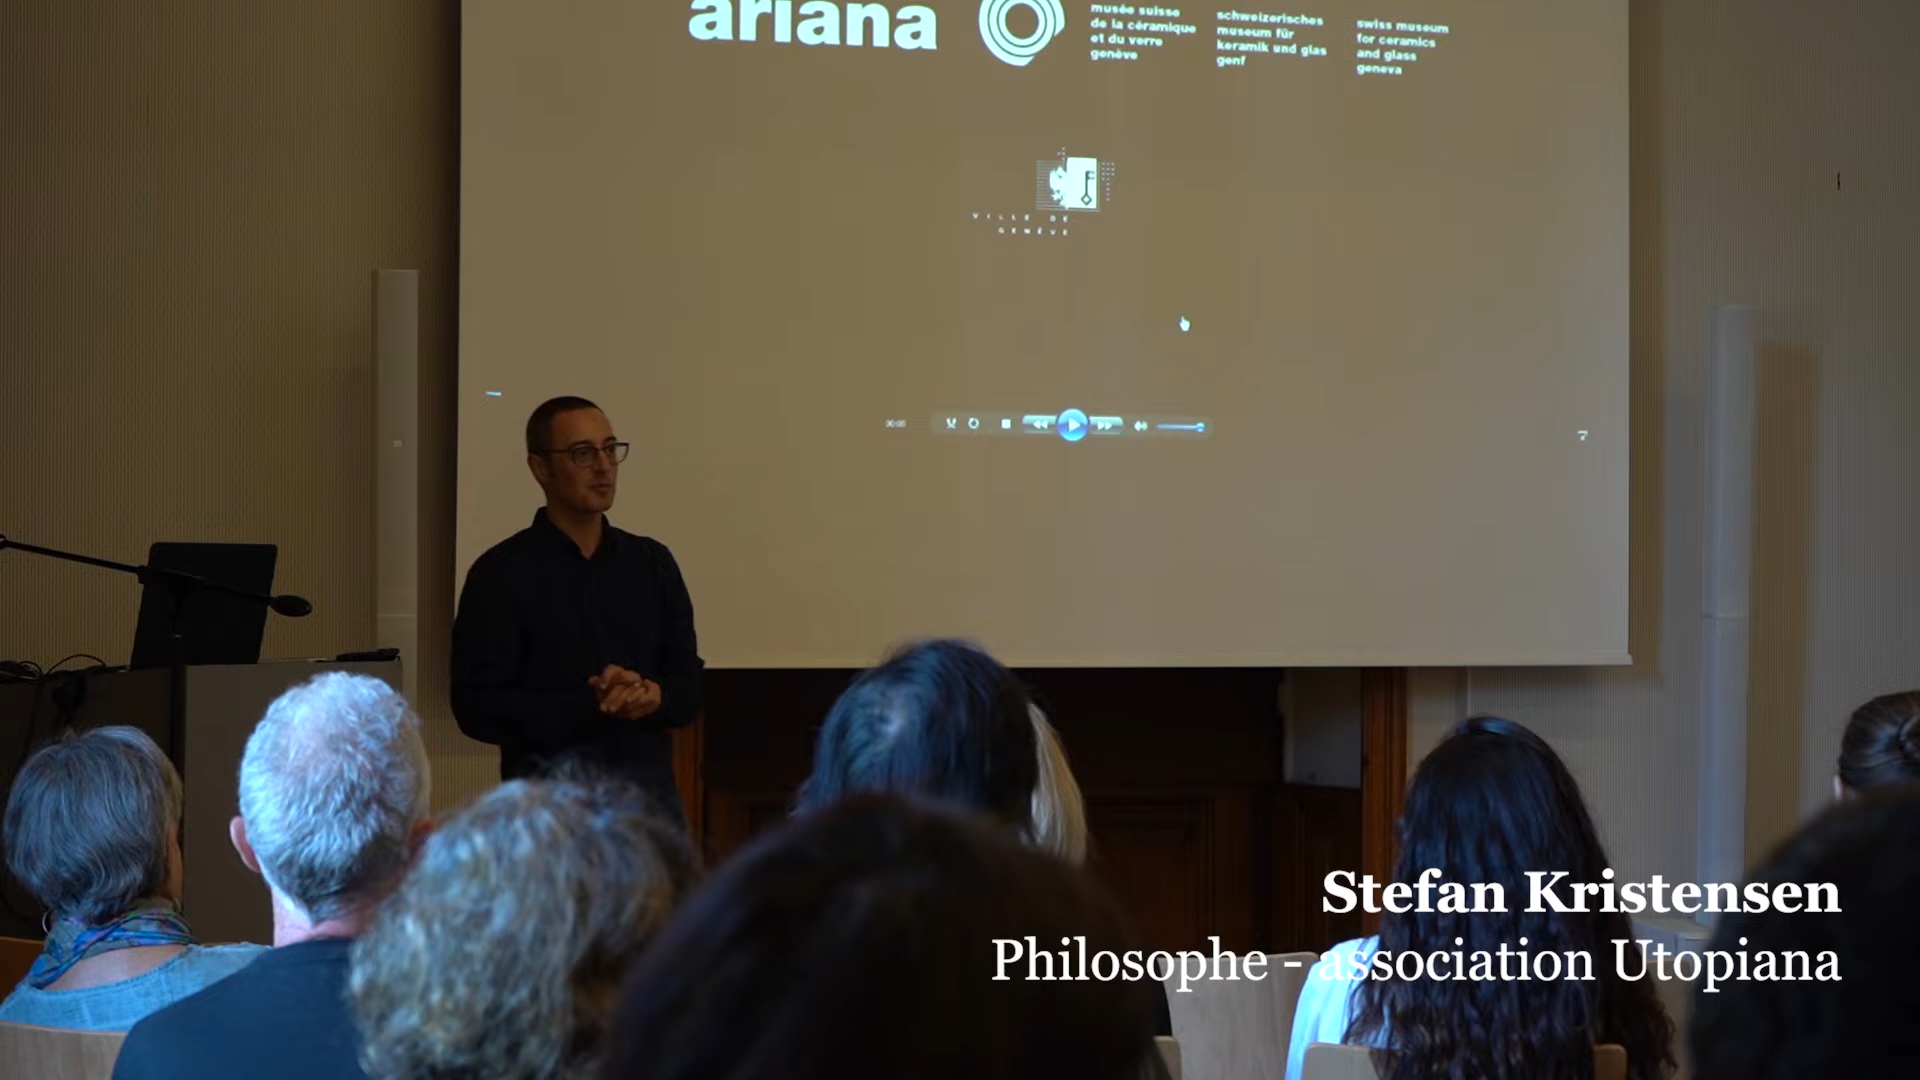 ariana
musée suisse
de la céramique
et du verre
genève
schweizerisches
museum für
keramik und glas
genf
swiss museum
for ceramics
and glass
geneva
VILLE DE
GENÈVE
Stefan Kristensen
Philosophe - association Utopiana